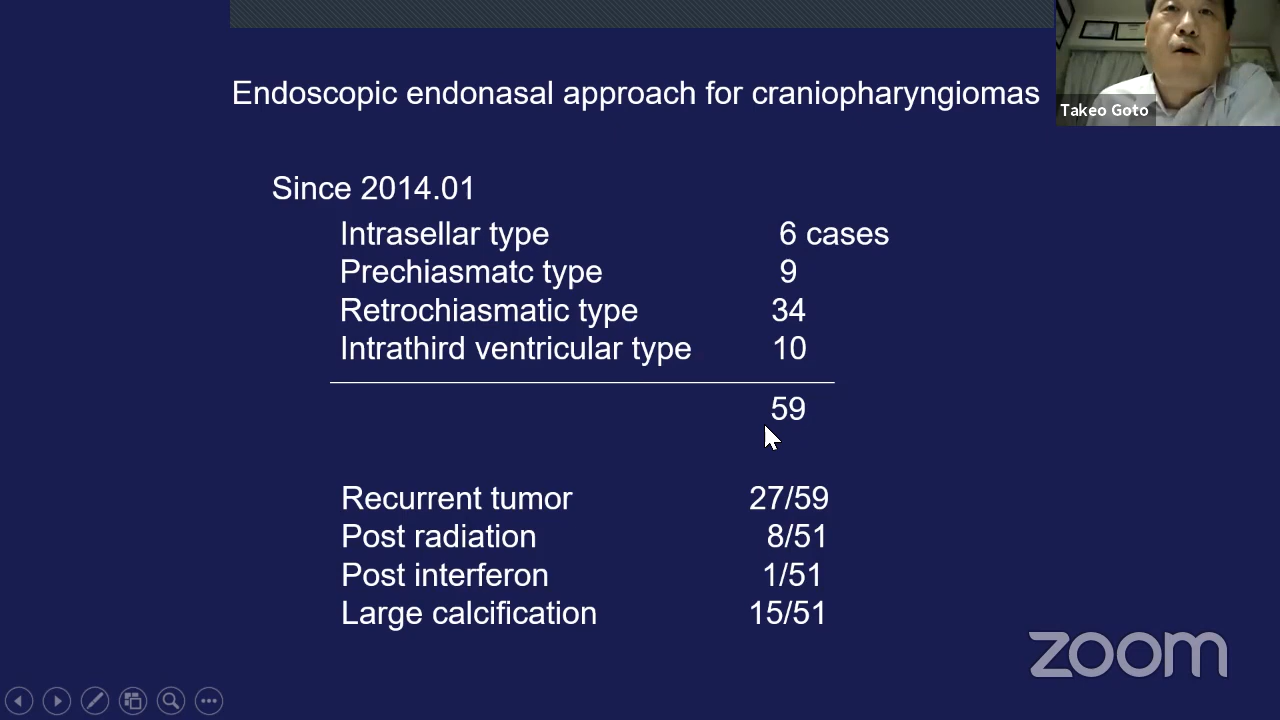 Endoscopic endonasal approach for craniopharyngiomas
Takeo Goto
Since 2014.01
Intrasellar type 6 cases
Prechiasmatc type 9
Retrochiasmatic type 34
Intrathird ventricular type 10
59
Recurrent tumor 27/59
Post radiation 8/51
Post interferon 1/51
Large calcification 15/51
zoom